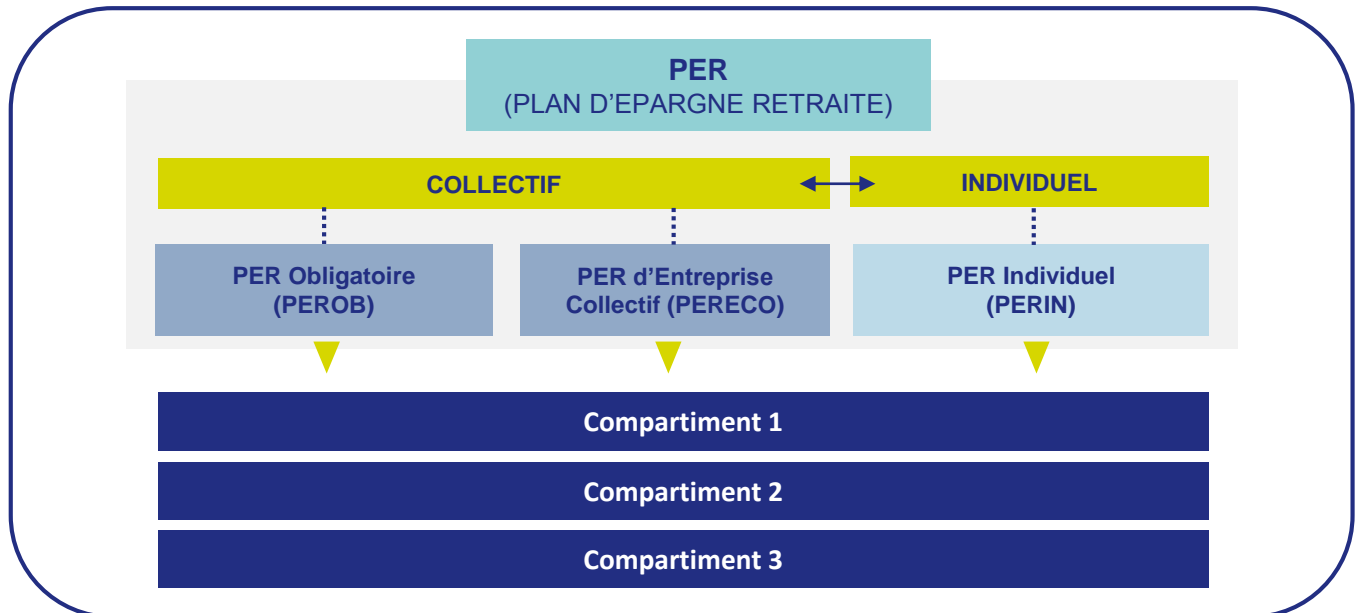 PER
(PLAN D'EPARGNE RETRAITE)
COLLECTIF
INDIVIDUEL
PER Obligatoire
(PEROB)
PER d’Entreprise
Collectif (PERECO)
PER Individuel
(PERIN)
Compartiment 1
Compartiment 2
Compartiment 3